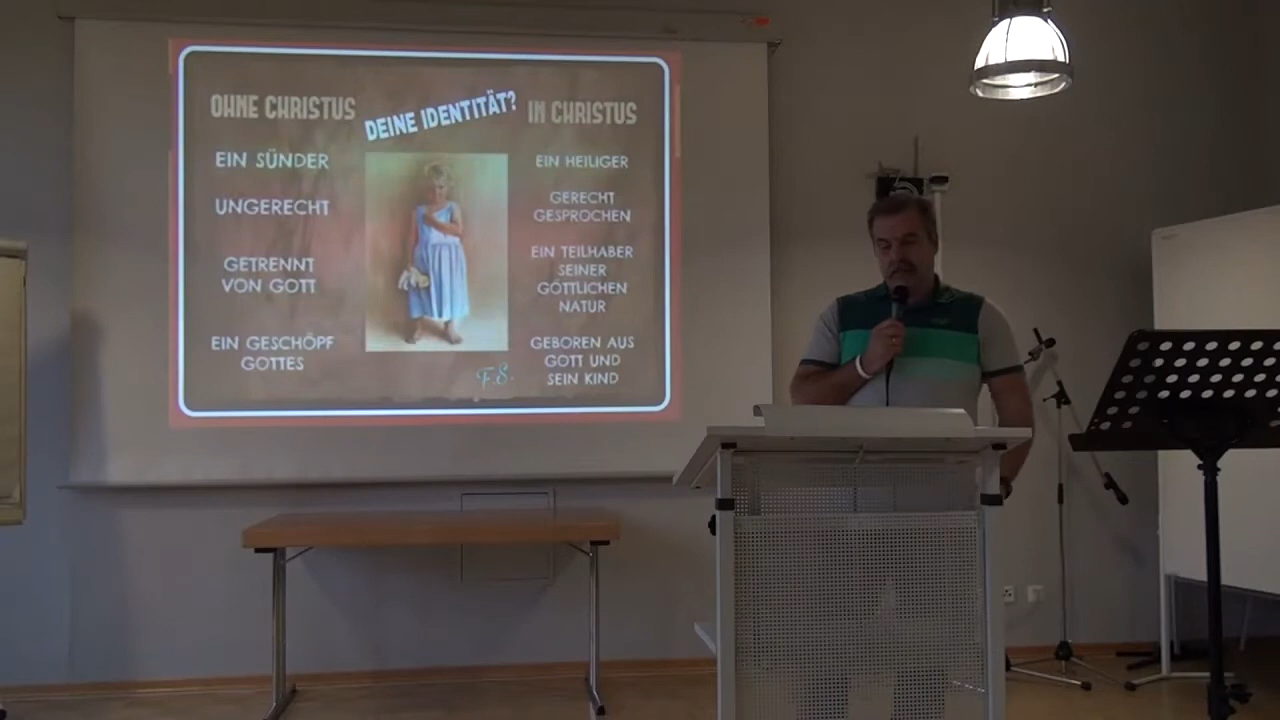 OHNE CHRISTUS
EIN SÜNDER
UNGERECHT
GETRENNT
VON GOTT
EIN GESCHÖPF
GOTTES
DEINE IDENTITÄT?
F.S.
IN CHRISTUS
EIN HEILIGER
GERECHT
GESPROCHEN
EIN TEILHABER
SEINER
GÖTTLICHEN
NATUR
GEBOREN AUS
GOTT UND
SEIN KIND